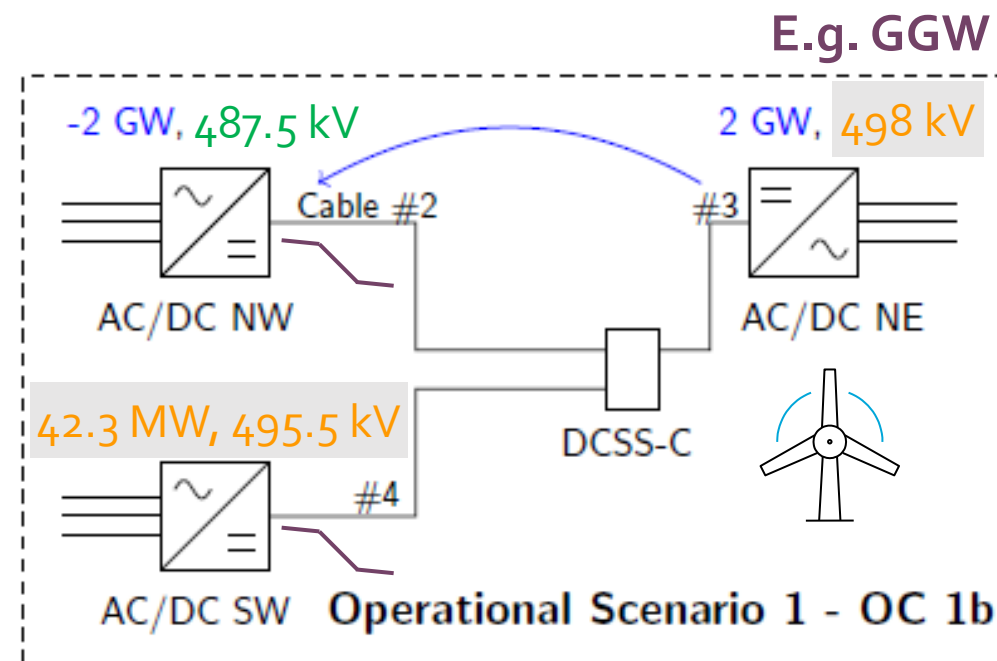 E.g. GGW
-2 GW, 487.5 kV
2 GW, 498 kV
Cable #2
#3
AC/DC NW
AC/DC NE
42.3 MW, 495.5 kV
DCSS-C
#4
AC/DC SW
Operational Scenario 1 - OC 1b